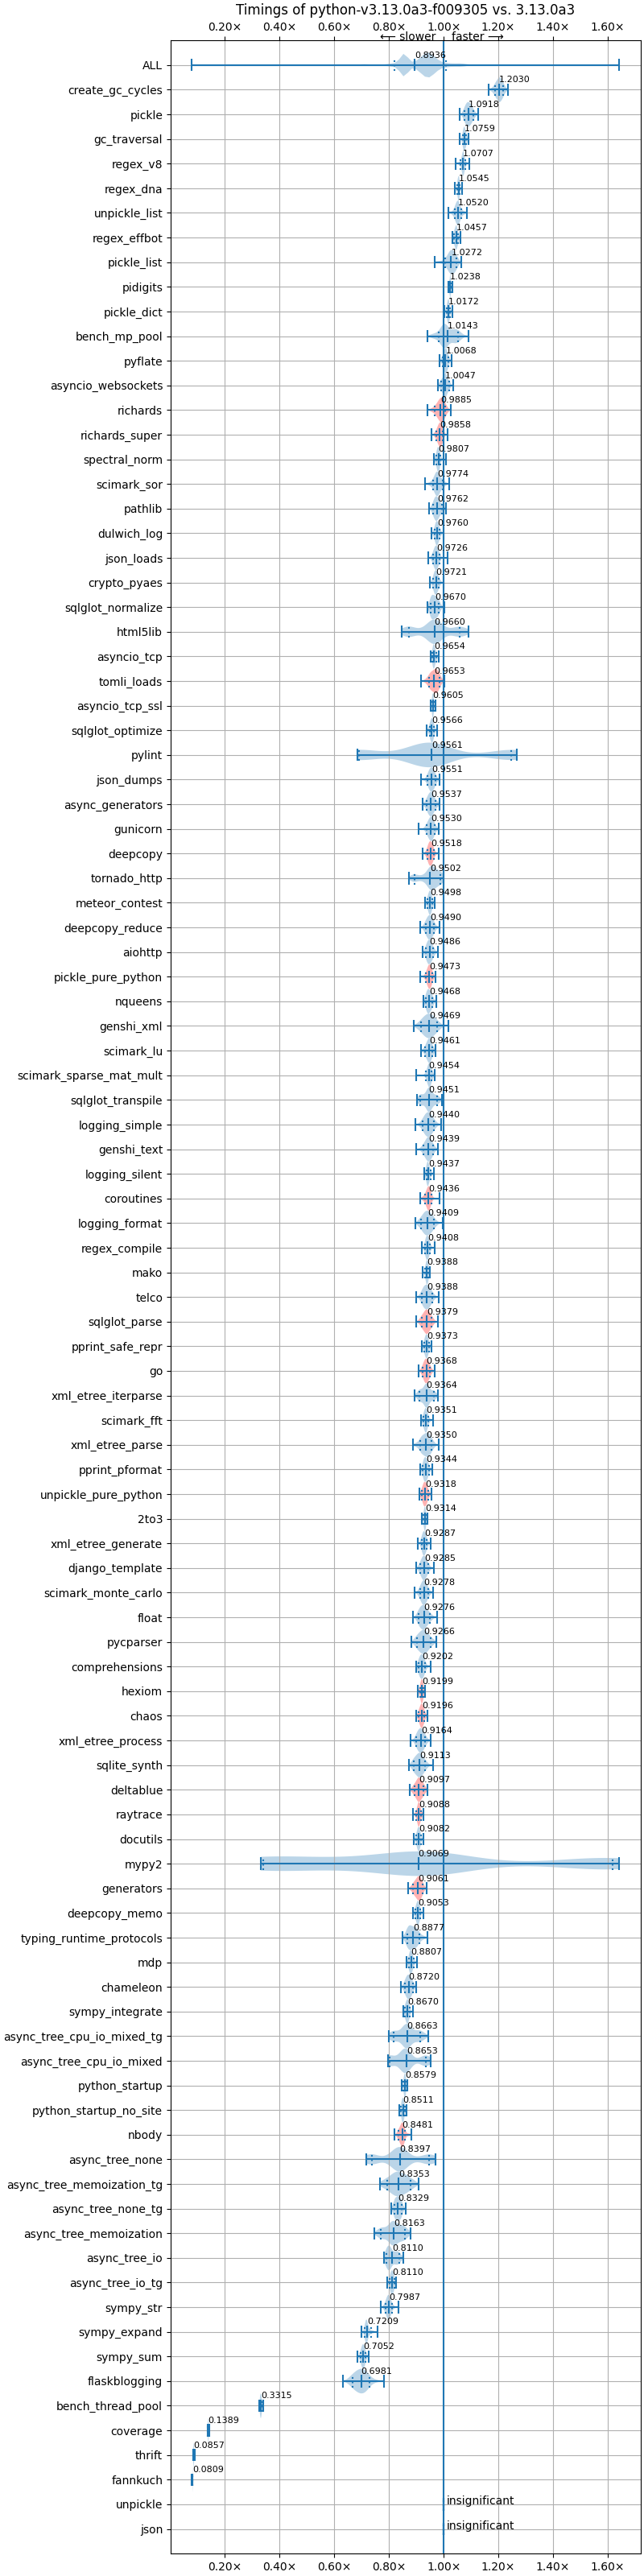 Timings of python-v3.13.0a3-f009305 vs. 3.13.0a3
0.20× 0.40× 0.60× 0.80× 1.00× 1.20× 1.40× 1.60×
⟵ slower faster ⟶
ALL 0.8936
create_gc_cycles 1.2030
pickle 1.0918
gc_traversal 1.0759
regex_v8 1.0707
regex_dna 1.0545
unpickle_list 1.0520
regex_effbot 1.0457
pickle_list 1.0272
pidigits 1.0238
pickle_dict 1.0172
bench_mp_pool 1.0143
pyflate 1.0068
asyncio_websockets 1.0047
richards 0.9885
richards_super 0.9858
spectral_norm 0.9807
scimark_sor 0.9774
pathlib 0.9762
dulwich_log 0.9760
json_loads 0.9726
crypto_pyaes 0.9721
sqlglot_normalize 0.9670
html5lib 0.9660
asyncio_tcp 0.9654
tomli_loads 0.9653
asyncio_tcp_ssl 0.9605
sqlglot_optimize 0.9566
pylint 0.9561
json_dumps 0.9551
async_generators 0.9537
gunicorn 0.9530
deepcopy 0.9518
tornado_http 0.9502
meteor_contest 0.9498
deepcopy_reduce 0.9490
aiohttp 0.9486
pickle_pure_python 0.9473
nqueens 0.9468
genshi_xml 0.9469
scimark_lu 0.9461
scimark_sparse_mat_mult 0.9454
sqlglot_transpile 0.9451
logging_simple 0.9440
genshi_text 0.9439
logging_silent 0.9437
coroutines 0.9436
logging_format 0.9409
regex_compile 0.9408
mako 0.9388
telco 0.9388
sqlglot_parse 0.9379
pprint_safe_repr 0.9373
go 0.9368
xml_etree_iterparse 0.9364
scimark_fft 0.9351
xml_etree_parse 0.9350
pprint_pformat 0.9344
unpickle_pure_python 0.9318
2to3 0.9314
xml_etree_generate 0.9287
django_template 0.9285
scimark_monte_carlo 0.9278
float 0.9276
pycparser 0.9266
comprehensions 0.9202
hexiom 0.9199
chaos 0.9196
xml_etree_process 0.9164
sqlite_synth 0.9113
deltablue 0.9097
raytrace 0.9088
docutils 0.9082
mypy2 0.9069
generators 0.9061
deepcopy_memo 0.9053
typing_runtime_protocols 0.8877
mdp 0.8807
chameleon 0.8720
sympy_integrate 0.8670
async_tree_cpu_io_mixed_tg 0.8663
async_tree_cpu_io_mixed 0.8653
python_startup 0.8579
python_startup_no_site 0.8511
nbody 0.8481
async_tree_none 0.8397
async_tree_memoization_tg 0.8353
async_tree_none_tg 0.8329
async_tree_memoization 0.8163
async_tree_io 0.8110
async_tree_io_tg 0.8110
sympy_str 0.7987
sympy_expand 0.7209
sympy_sum 0.7052
flaskblogging 0.6981
bench_thread_pool 0.3315
coverage 0.1389
thrift 0.0857
fannkuch 0.0809
unpickle insignificant
json insignificant
0.20× 0.40× 0.60× 0.80× 1.00× 1.20× 1.40× 1.60×